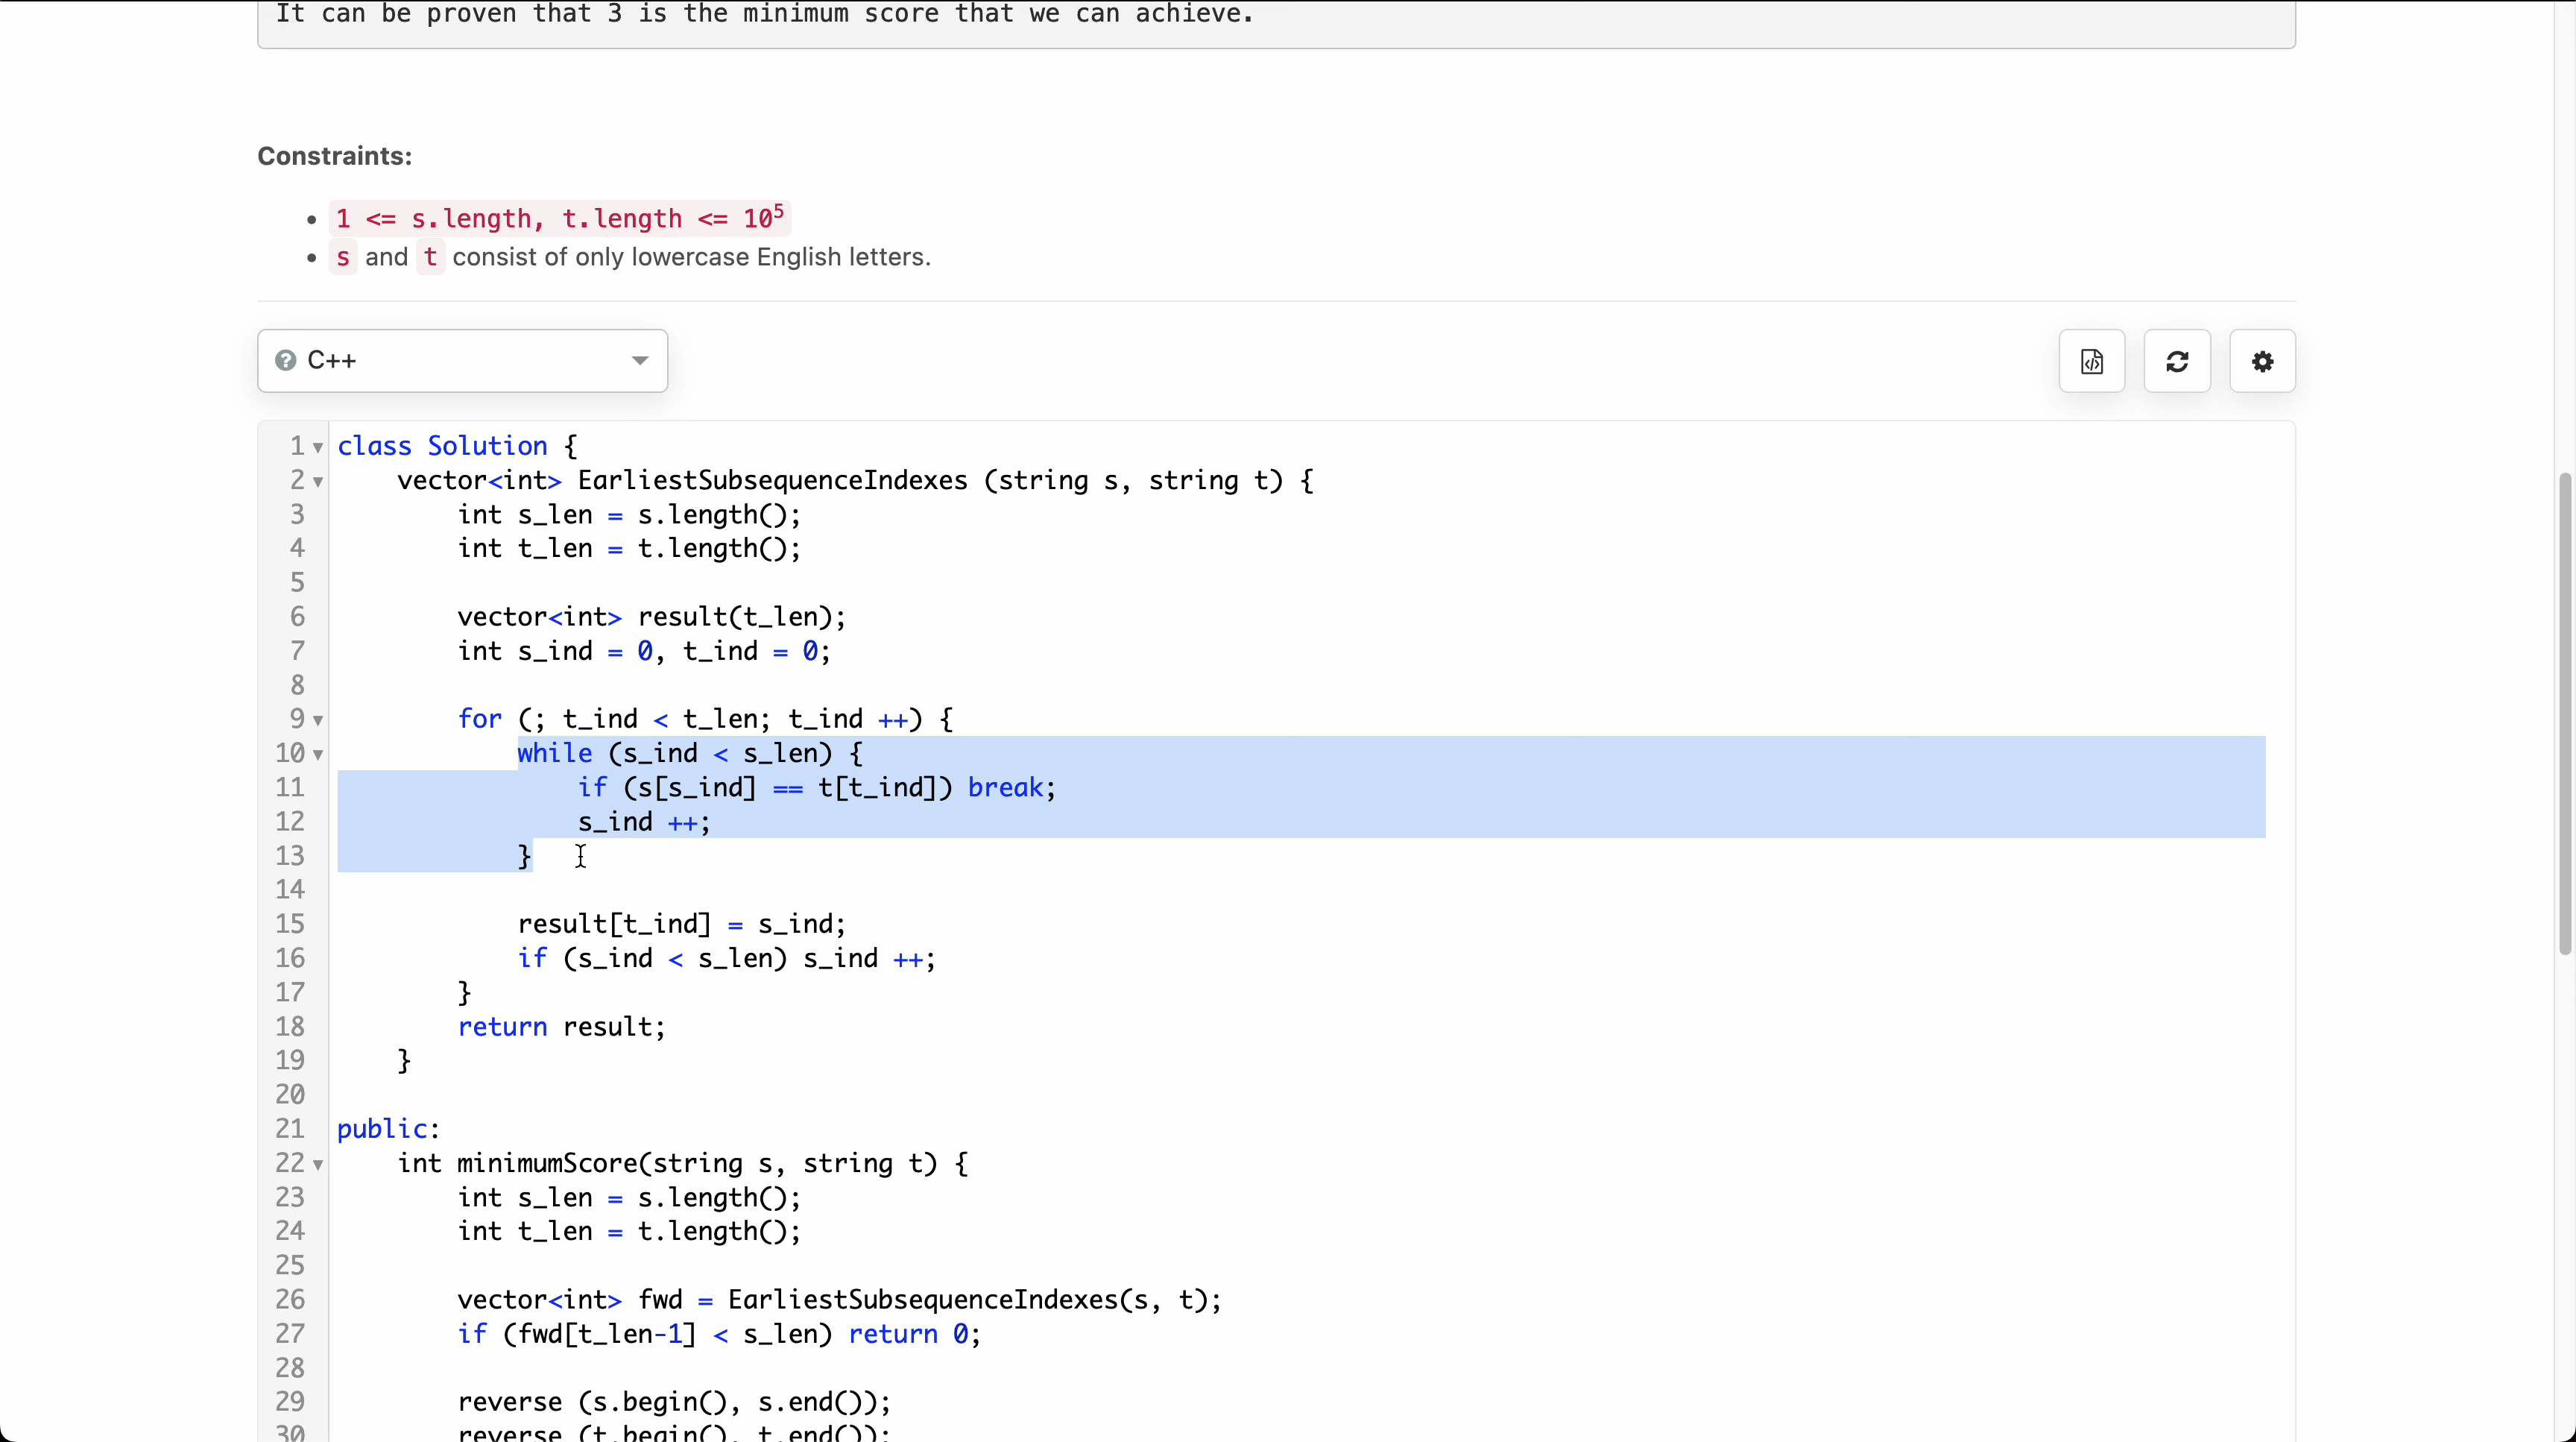 It can be proven that 3 is the minimum score that we can achieve.
Constraints:
• 1 <= s.length, t.length <= 10⁵
• s and t consist of only lowercase English letters.
C++
1 class Solution {
2     vector<int> EarliestSubsequenceIndexes (string s, string t) {
3         int s_len = s.length();
4         int t_len = t.length();
5
6         vector<int> result(t_len);
7         int s_ind = 0, t_ind = 0;
8
9         for (; t_ind < t_len; t_ind ++) {
10             while (s_ind < s_len) {
11                 if (s[s_ind] == t[t_ind]) break;
12                 s_ind ++;
13             }
14
15             result[t_ind] = s_ind;
16             if (s_ind < s_len) s_ind ++;
17         }
18         return result;
19     }
20
21 public:
22     int minimumScore(string s, string t) {
23         int s_len = s.length();
24         int t_len = t.length();
25
26         vector<int> fwd = EarliestSubsequenceIndexes(s, t);
27         if (fwd[t_len-1] < s_len) return 0;
28
29         reverse (s.begin(), s.end());
30         reverse (t.begin(), t.end());